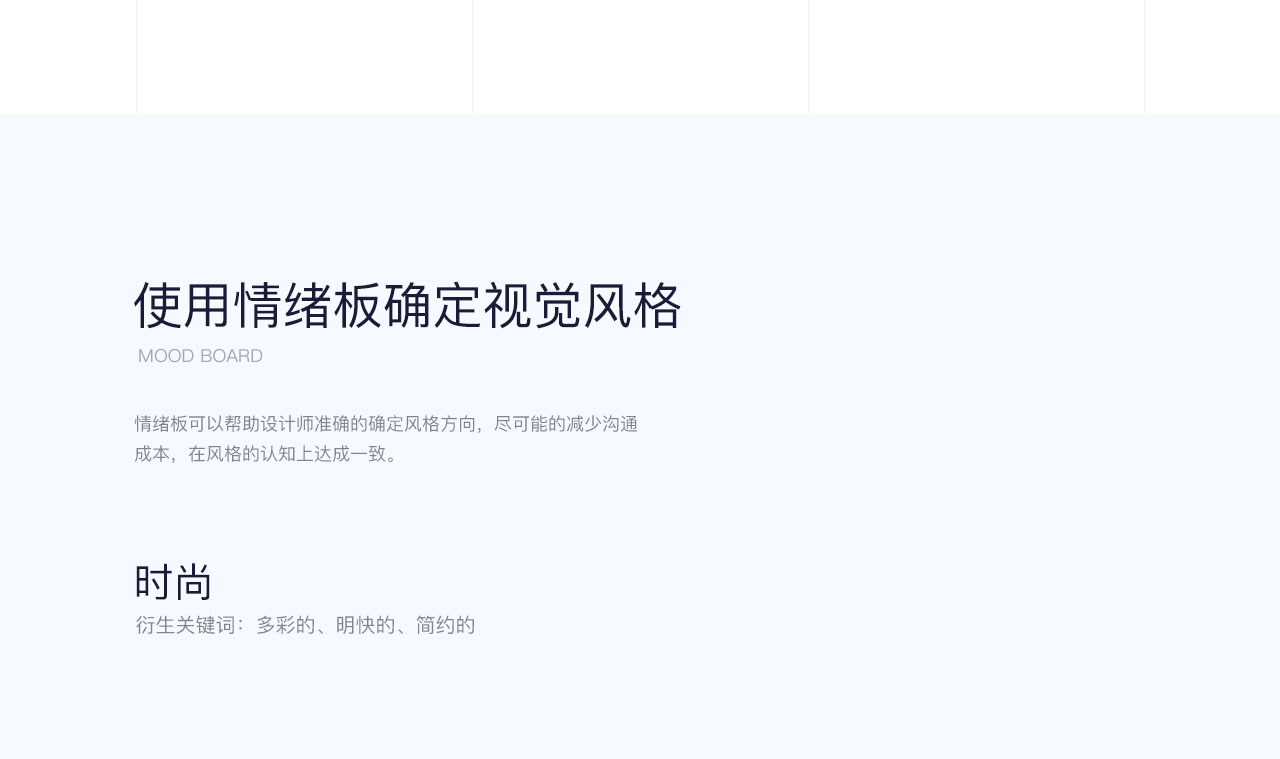 使用情绪板确定视觉风格
MOOD BOARD
情绪板可以帮助设计师准确的确定风格方向，尽可能的减少沟通
成本，在风格的认知上达成一致。
时尚
衍生关键词：多彩的、明快的、简约的